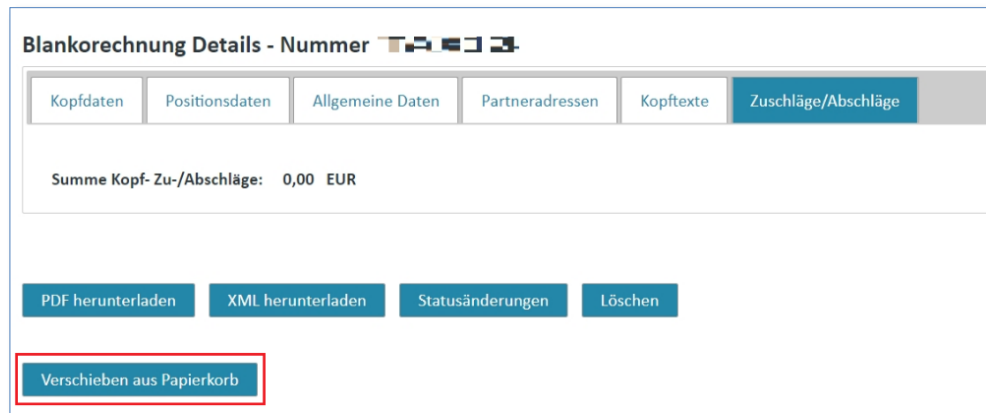 Blankorechnung Details - Nummer
Kopfdaten Positionsdaten Allgemeine Daten Partneradressen Kopftexte Zuschläge/Abschläge
Summe Kopf- Zu-/Abschläge: 0,00 EUR
PDF herunterladen XML herunterladen Statusänderungen Löschen
Verschieben aus Papierkorb